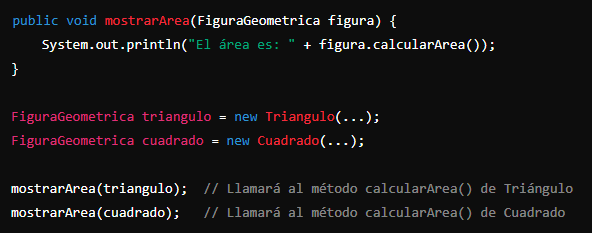 public void mostrarArea(FiguraGeometrica figura) {
    System.out.println("El área es: " + figura.calcularArea());
}
FiguraGeometrica triangulo = new Triangulo(...);
FiguraGeometrica cuadrado = new Cuadrado(...);
mostrarArea(triangulo);  // Llamará al método calcularArea() de Triángulo
mostrarArea(cuadrado);   // Llamará al método calcularArea() de Cuadrado